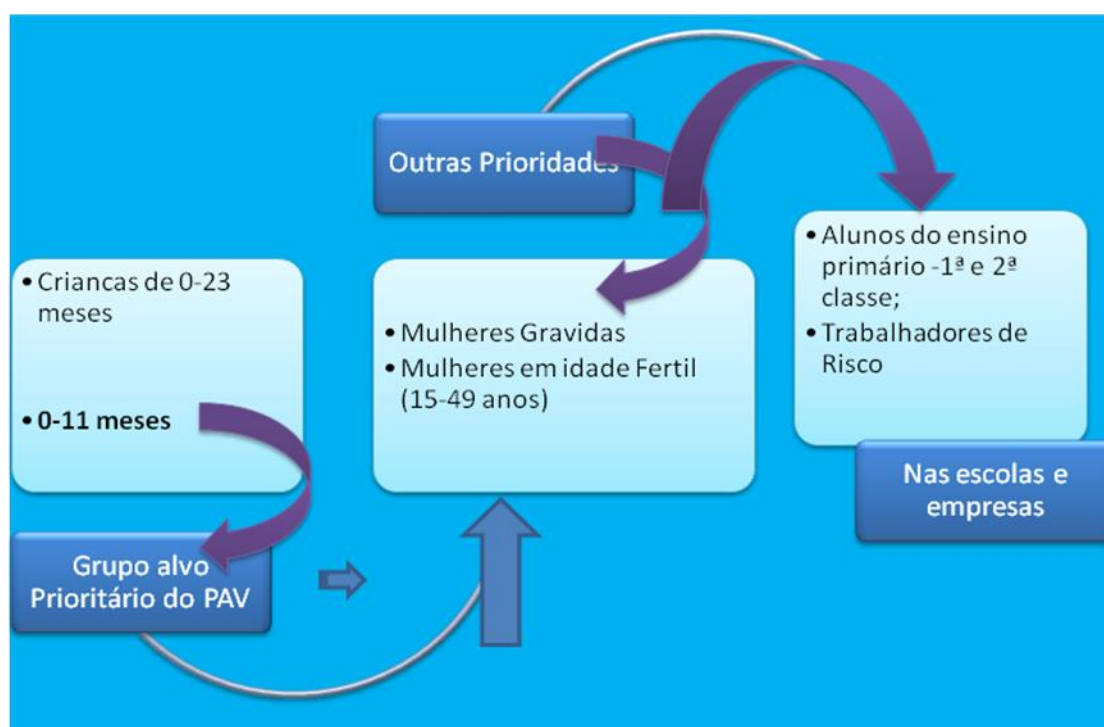 Outras Prioridades
• Criancas de 0-23
meses
• 0-11 meses
Grupo alvo
Prioritário do PAV
• Mulheres Gravidas
• Mulheres em idade Fertil
(15-49 anos)
• Alunos do ensino
primário -1ª e 2ª
classe;
• Trabalhadores de
Risco
Nas escolas e
empresas